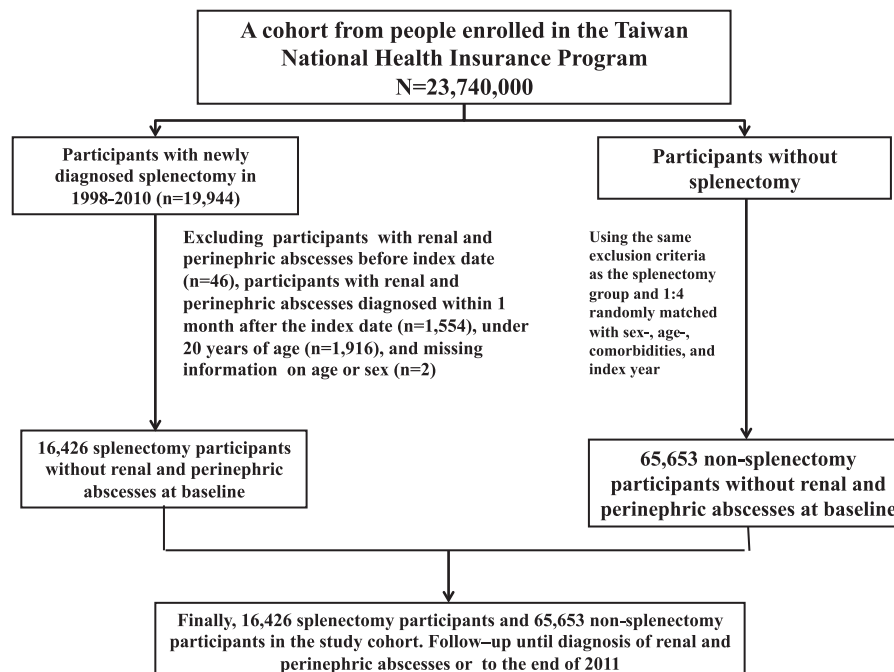 A cohort from people enrolled in the Taiwan
National Health Insurance Program
N=23,740,000
Participants with newly
diagnosed splenectomy in
1998-2010 (n=19,944)
Participants without
splenectomy
Excluding participants with renal and
perinephric abscesses before index date
(n=46), participants with renal and
perinephric abscesses diagnosed within 1
month after the index date (n=1,554), under
20 years of age (n=1,916), and missing
information on age or sex (n=2)
Using the same
exclusion criteria
as the splenectomy
group and 1:4
randomly matched
with sex-, age-,
comorbidities, and
index year
16,426 splenectomy participants
without renal and perinephric
abscesses at baseline
65,653 non-splenectomy
participants without renal and
perinephric abscesses at baseline
Finally, 16,426 splenectomy participants and 65,653 non-splenectomy
participants in the study cohort. Follow–up until diagnosis of renal and
perinephric abscesses or to the end of 2011